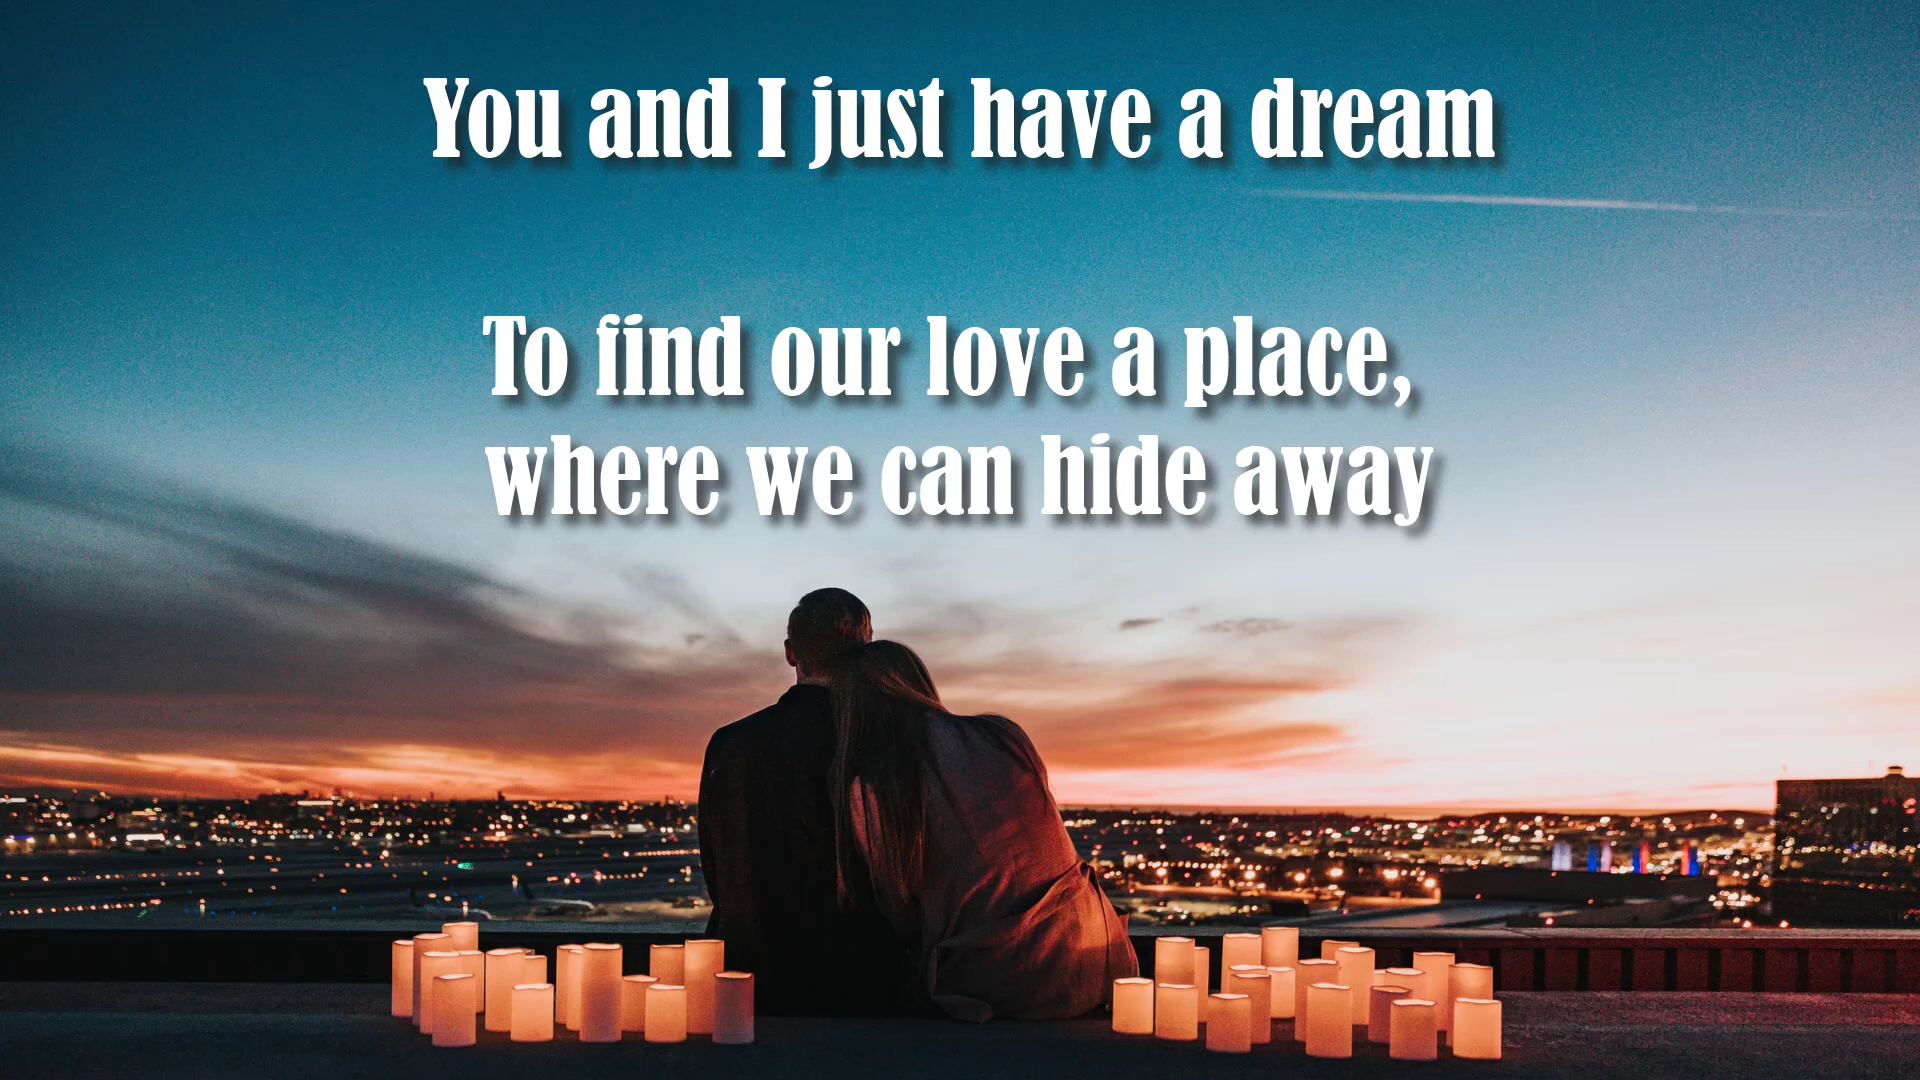 You and I just have a dream
To find our love a place,
where we can hide away